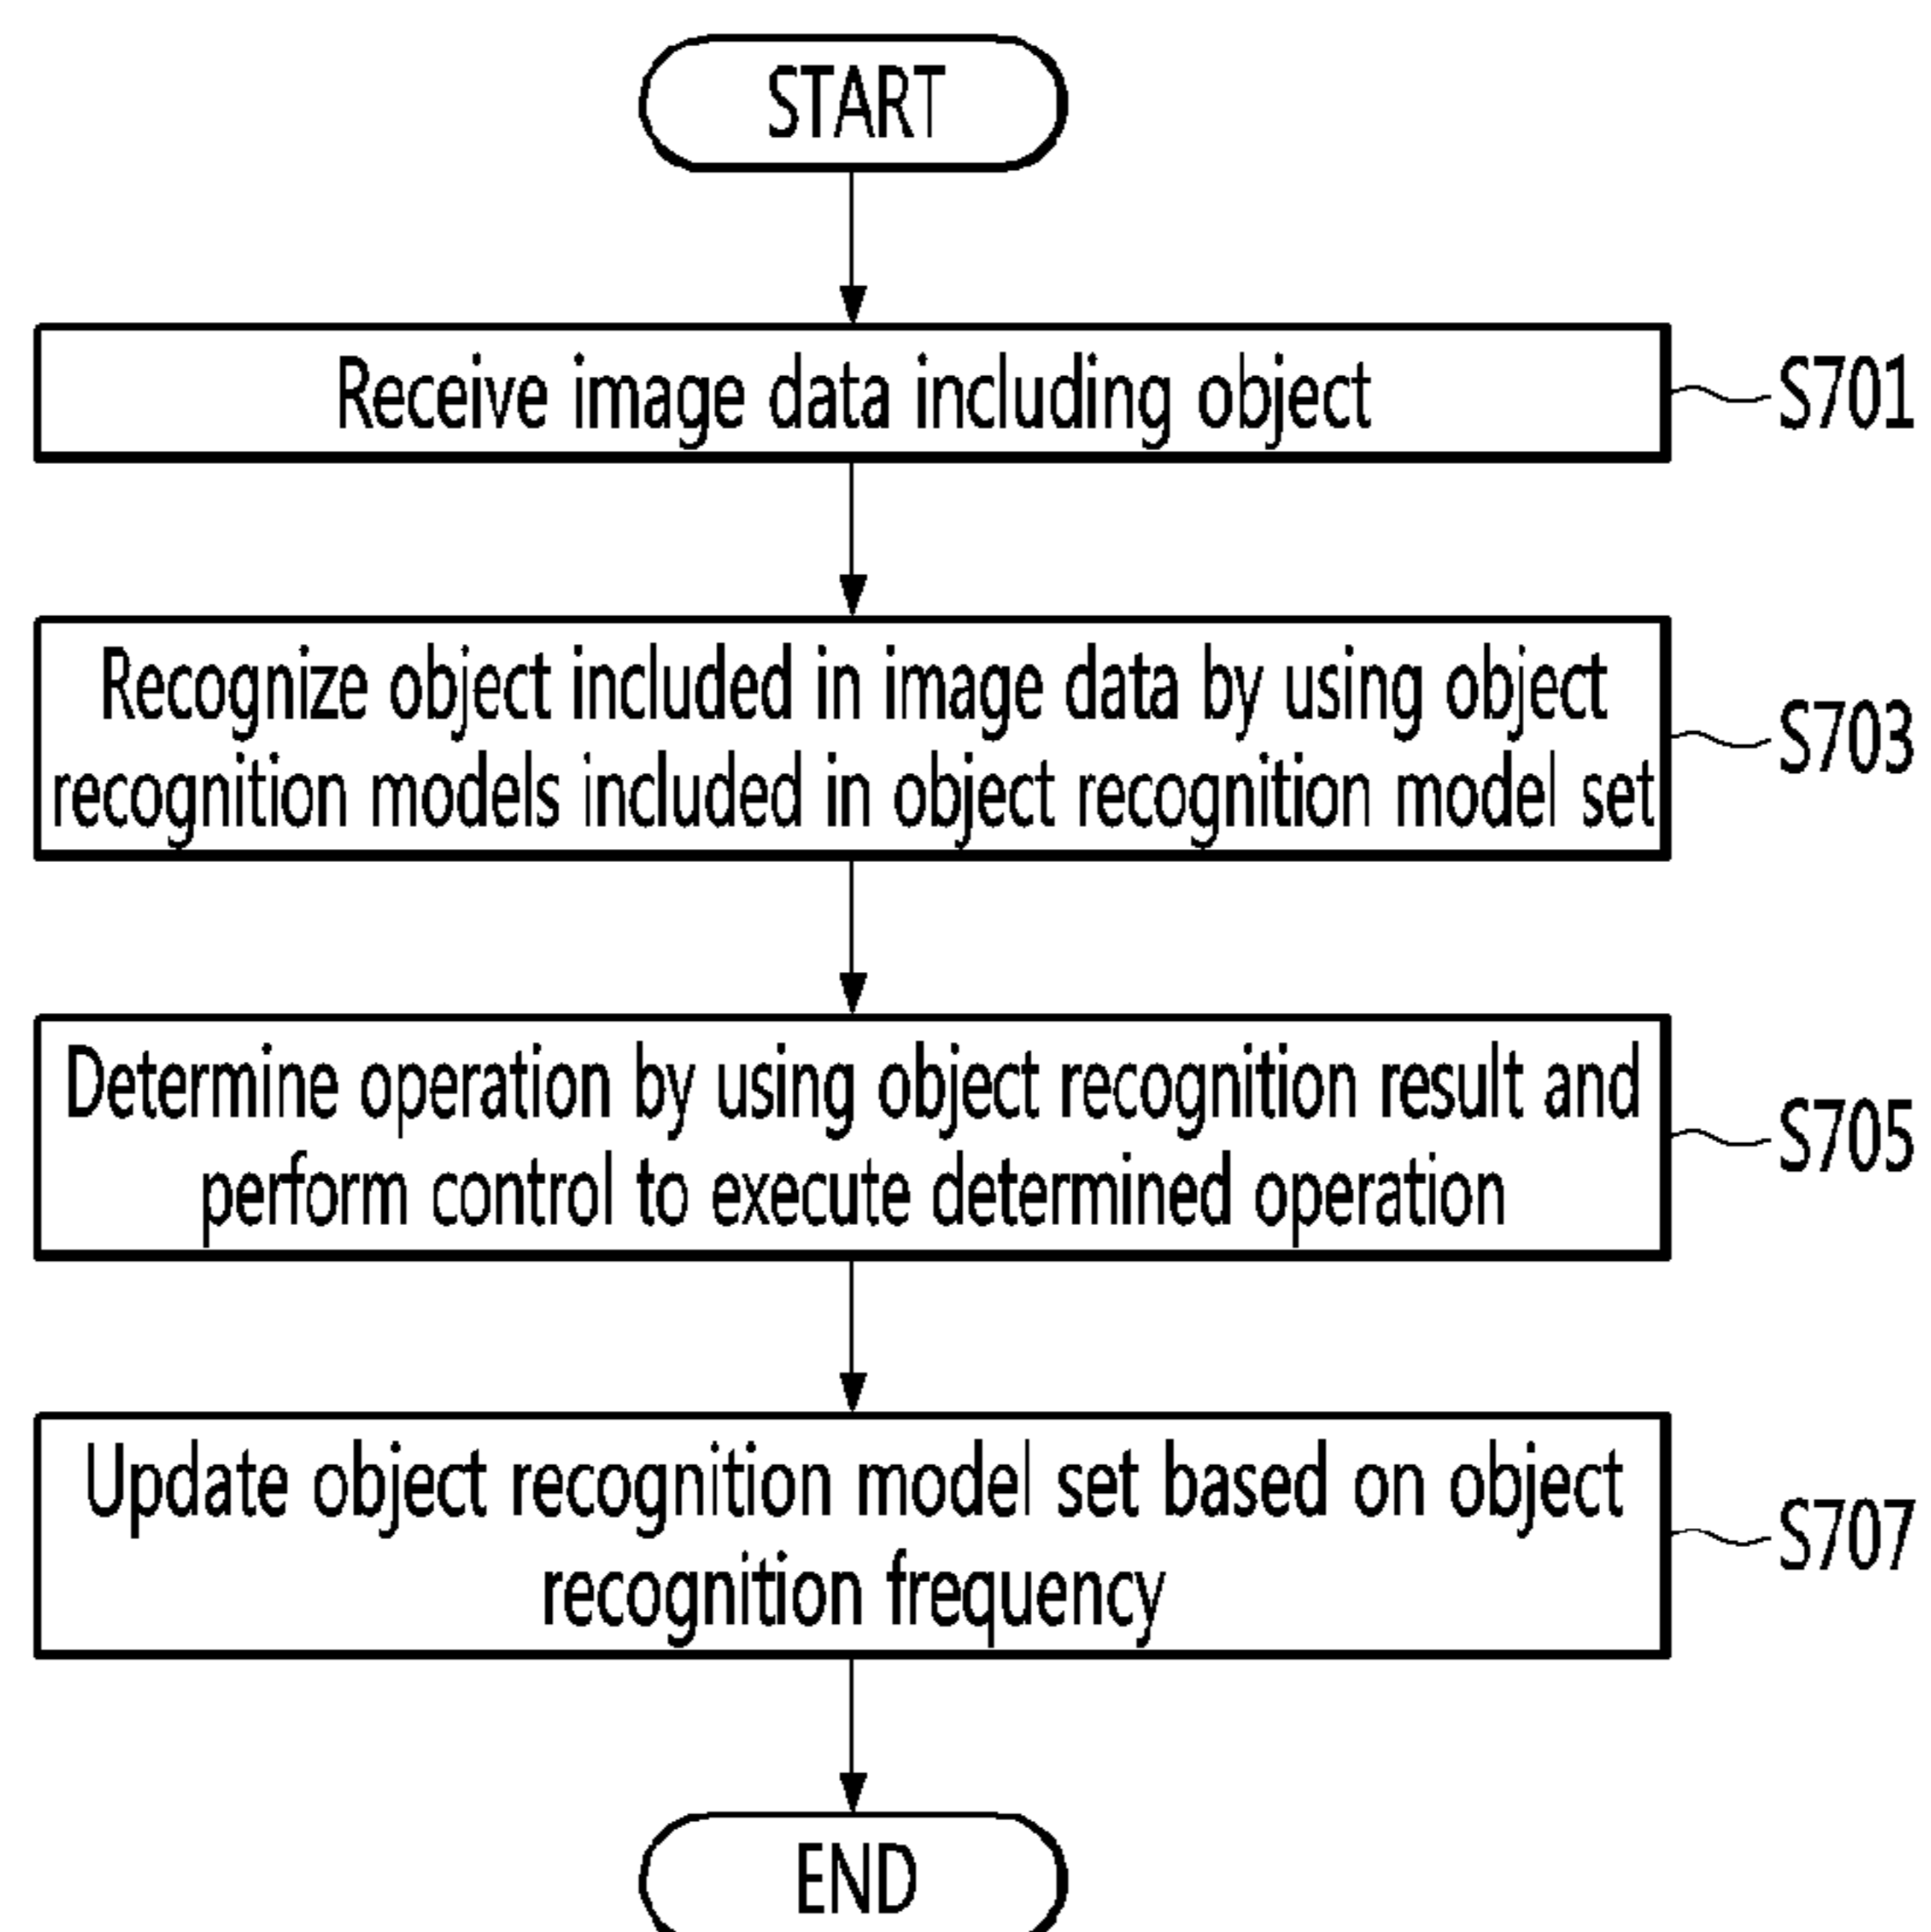 START
Receive image data including object
S701
Recognize object included in image data by using object
recognition models included in object recognition model set
S703
Determine operation by using object recognition result and
perform control to execute determined operation
S705
Update object recognition model set based on object
recognition frequency
S707
END